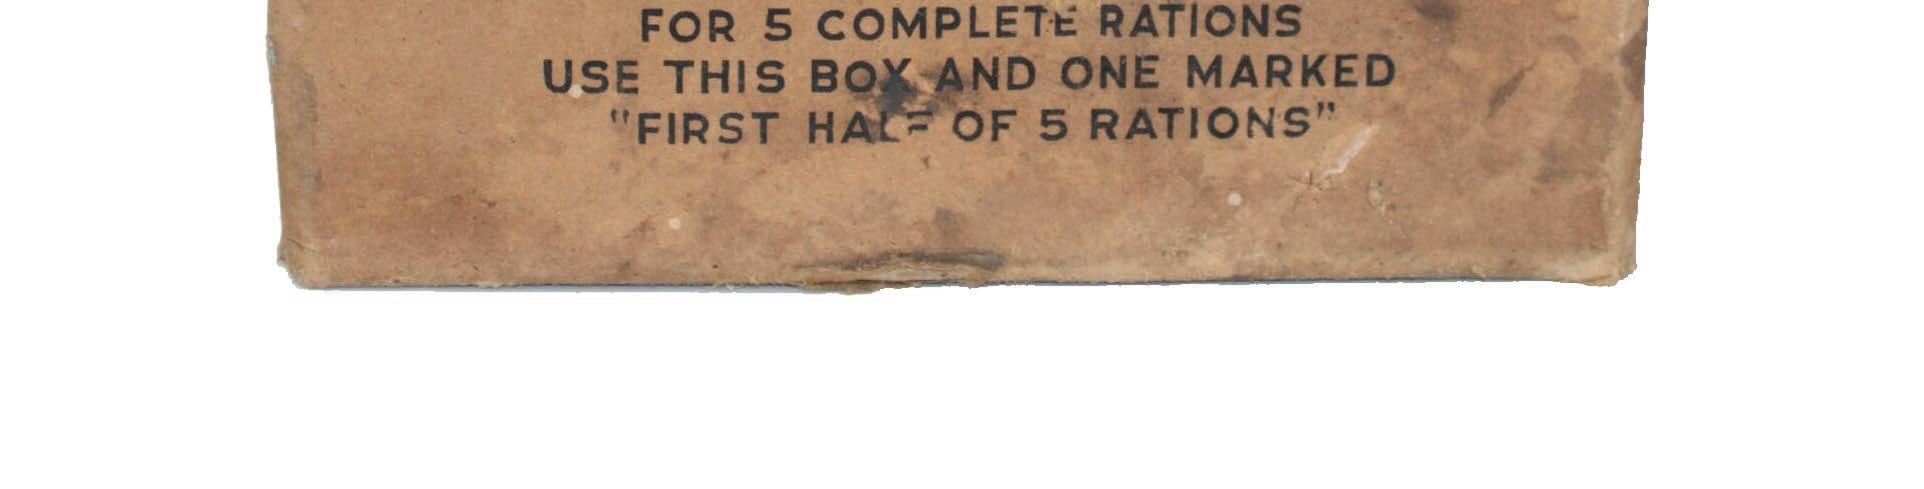 FOR 5 COMPLETE RATIONS
USE THIS BOX AND ONE MARKED
"FIRST HALF OF 5 RATIONS"